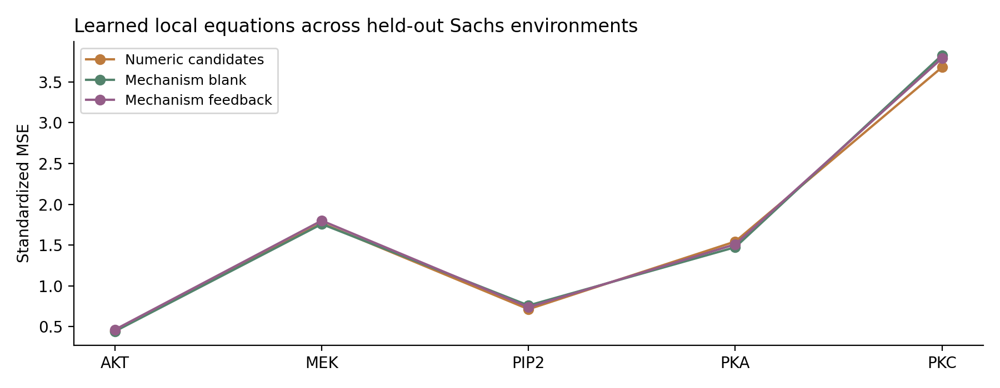 Learned local equations across held-out Sachs environments
Numeric candidates
Mechanism blank
Mechanism feedback
Standardized MSE
3.5
3.0
2.5
2.0
1.5
1.0
0.5
AKT MEK PIP2 PKA PKC